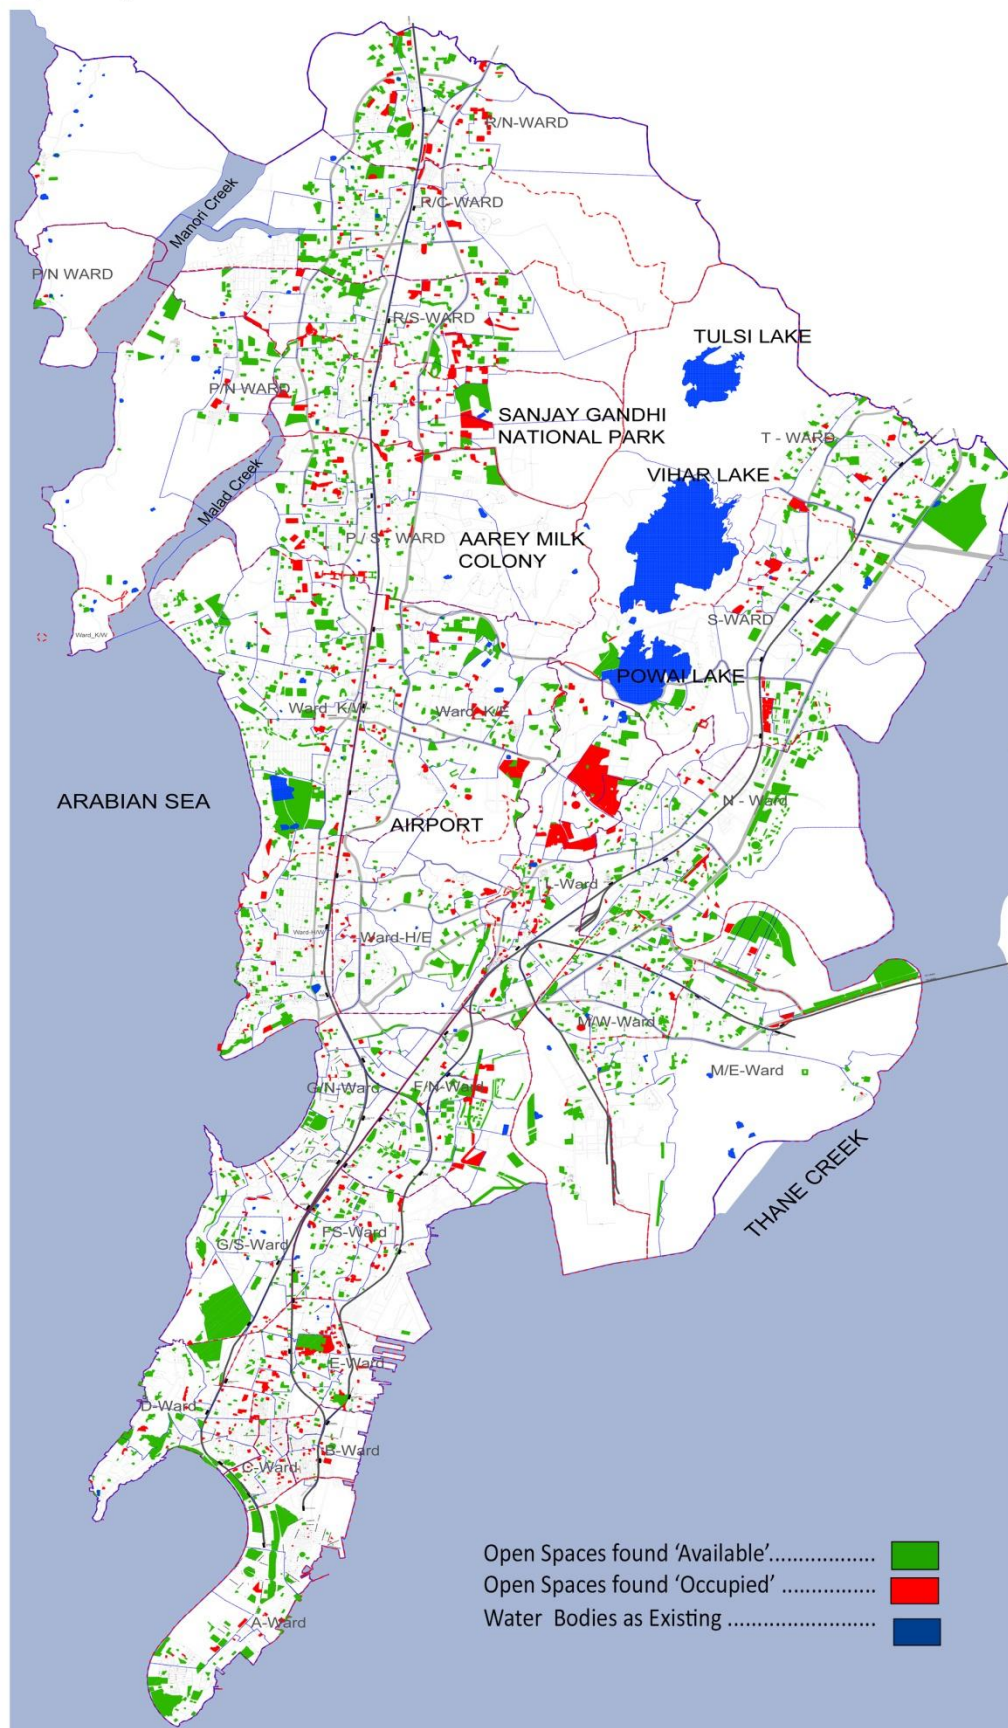 R/N-WARD
Manori Creek
R/C-WARD
P/N WARD
R/S-WARD
TULSI LAKE
P/N WARD
SANJAY GANDHI
NATIONAL PARK
T - WARD
VIHAR LAKE
Malad Creek
P / S - WARD
AAREY MILK
COLONY
S-WARD
Ward_K/W
POWAI LAKE
Ward_K/W
Ward_K/E
ARABIAN SEA
N - Ward
AIRPORT
L-Ward
Ward-H/W
Ward-H/E
M/W-Ward
M/E-Ward
G/N-Ward
F/N-Ward
THANE CREEK
G/S-Ward
FS-Ward
E-Ward
D-Ward
B-Ward
C-Ward
Open Spaces found 'Available'...................
Open Spaces found 'Occupied' ................
Water Bodies as Existing .........................
A-Ward